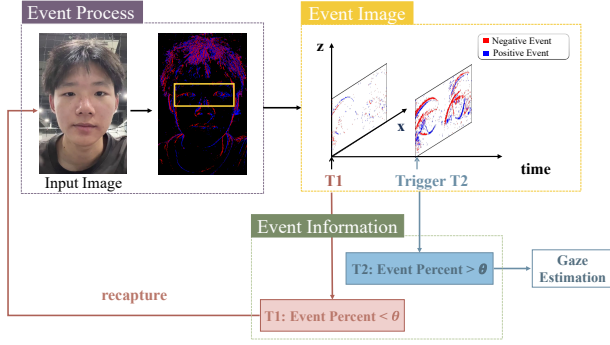 Event Process
Event Image
Negative Event
Positive Event
z
x
time
Input Image
T1
Trigger T2
Event Information
T2: Event Percent > θ
Gaze
Estimation
recapture
T1: Event Percent < θ